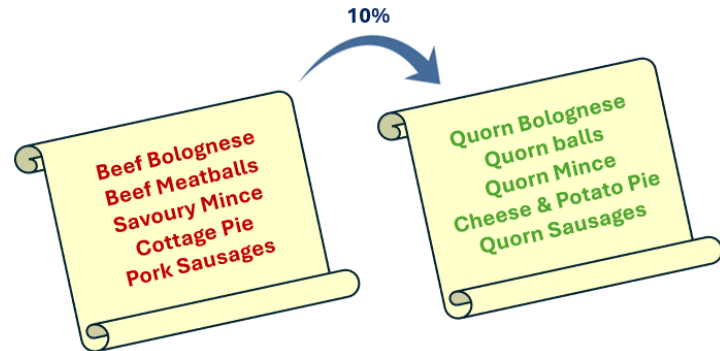 10%
Beef Bolognese
Beef Meatballs
Savoury Mince
Cottage Pie
Pork Sausages
Quorn Bolognese
Quorn balls
Quorn Mince
Cheese & Potato Pie
Quorn Sausages